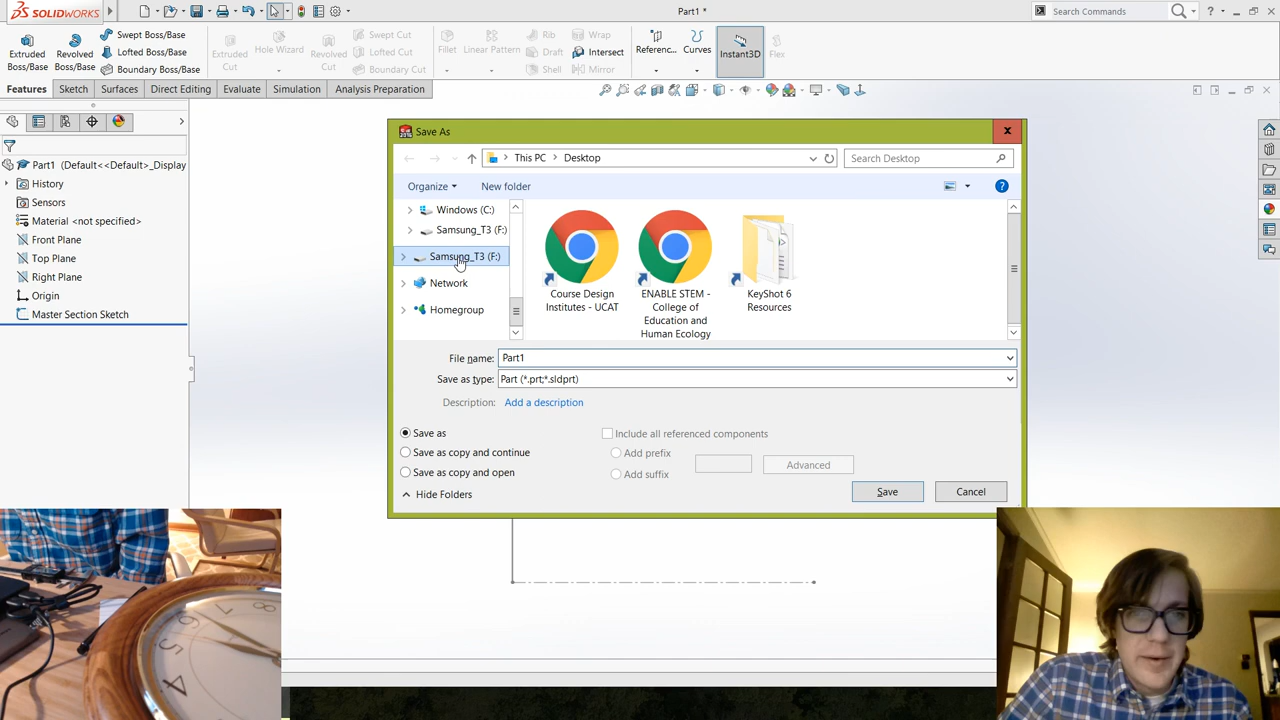 SOLIDWORKS
Part1 *
Search Commands
Extruded Boss/Base
Revolved Boss/Base
Swept Boss/Base
Lofted Boss/Base
Boundary Boss/Base
Extruded Cut
Hole Wizard
Revolved Cut
Swept Cut
Lofted Cut
Boundary Cut
Fillet
Linear Pattern
Rib
Draft
Shell
Wrap
Intersect
Mirror
Referenc...
Curves
Instant3D
Flex
Features
Sketch
Surfaces
Direct Editing
Evaluate
Simulation
Analysis Preparation
Part1 (Default<<Default>_Display
History
Sensors
Material <not specified>
Front Plane
Top Plane
Right Plane
Origin
Master Section Sketch
Save As
This PC
Desktop
Search Desktop
Organize
New folder
Windows (C:)
Samsung_T3 (F:)
Samsung_T3 (F:)
Network
Homegroup
Course Design
Institutes - UCAT
ENABLE STEM -
College of
Education and
Human Ecology
KeyShot 6
Resources
File name: Part1
Save as type: Part (*.prt;*.sldprt)
Description: Add a description
Save as
Save as copy and continue
Save as copy and open
Include all referenced components
Add prefix
Add suffix
Advanced
Hide Folders
Save
Cancel
8
7
6
5
4